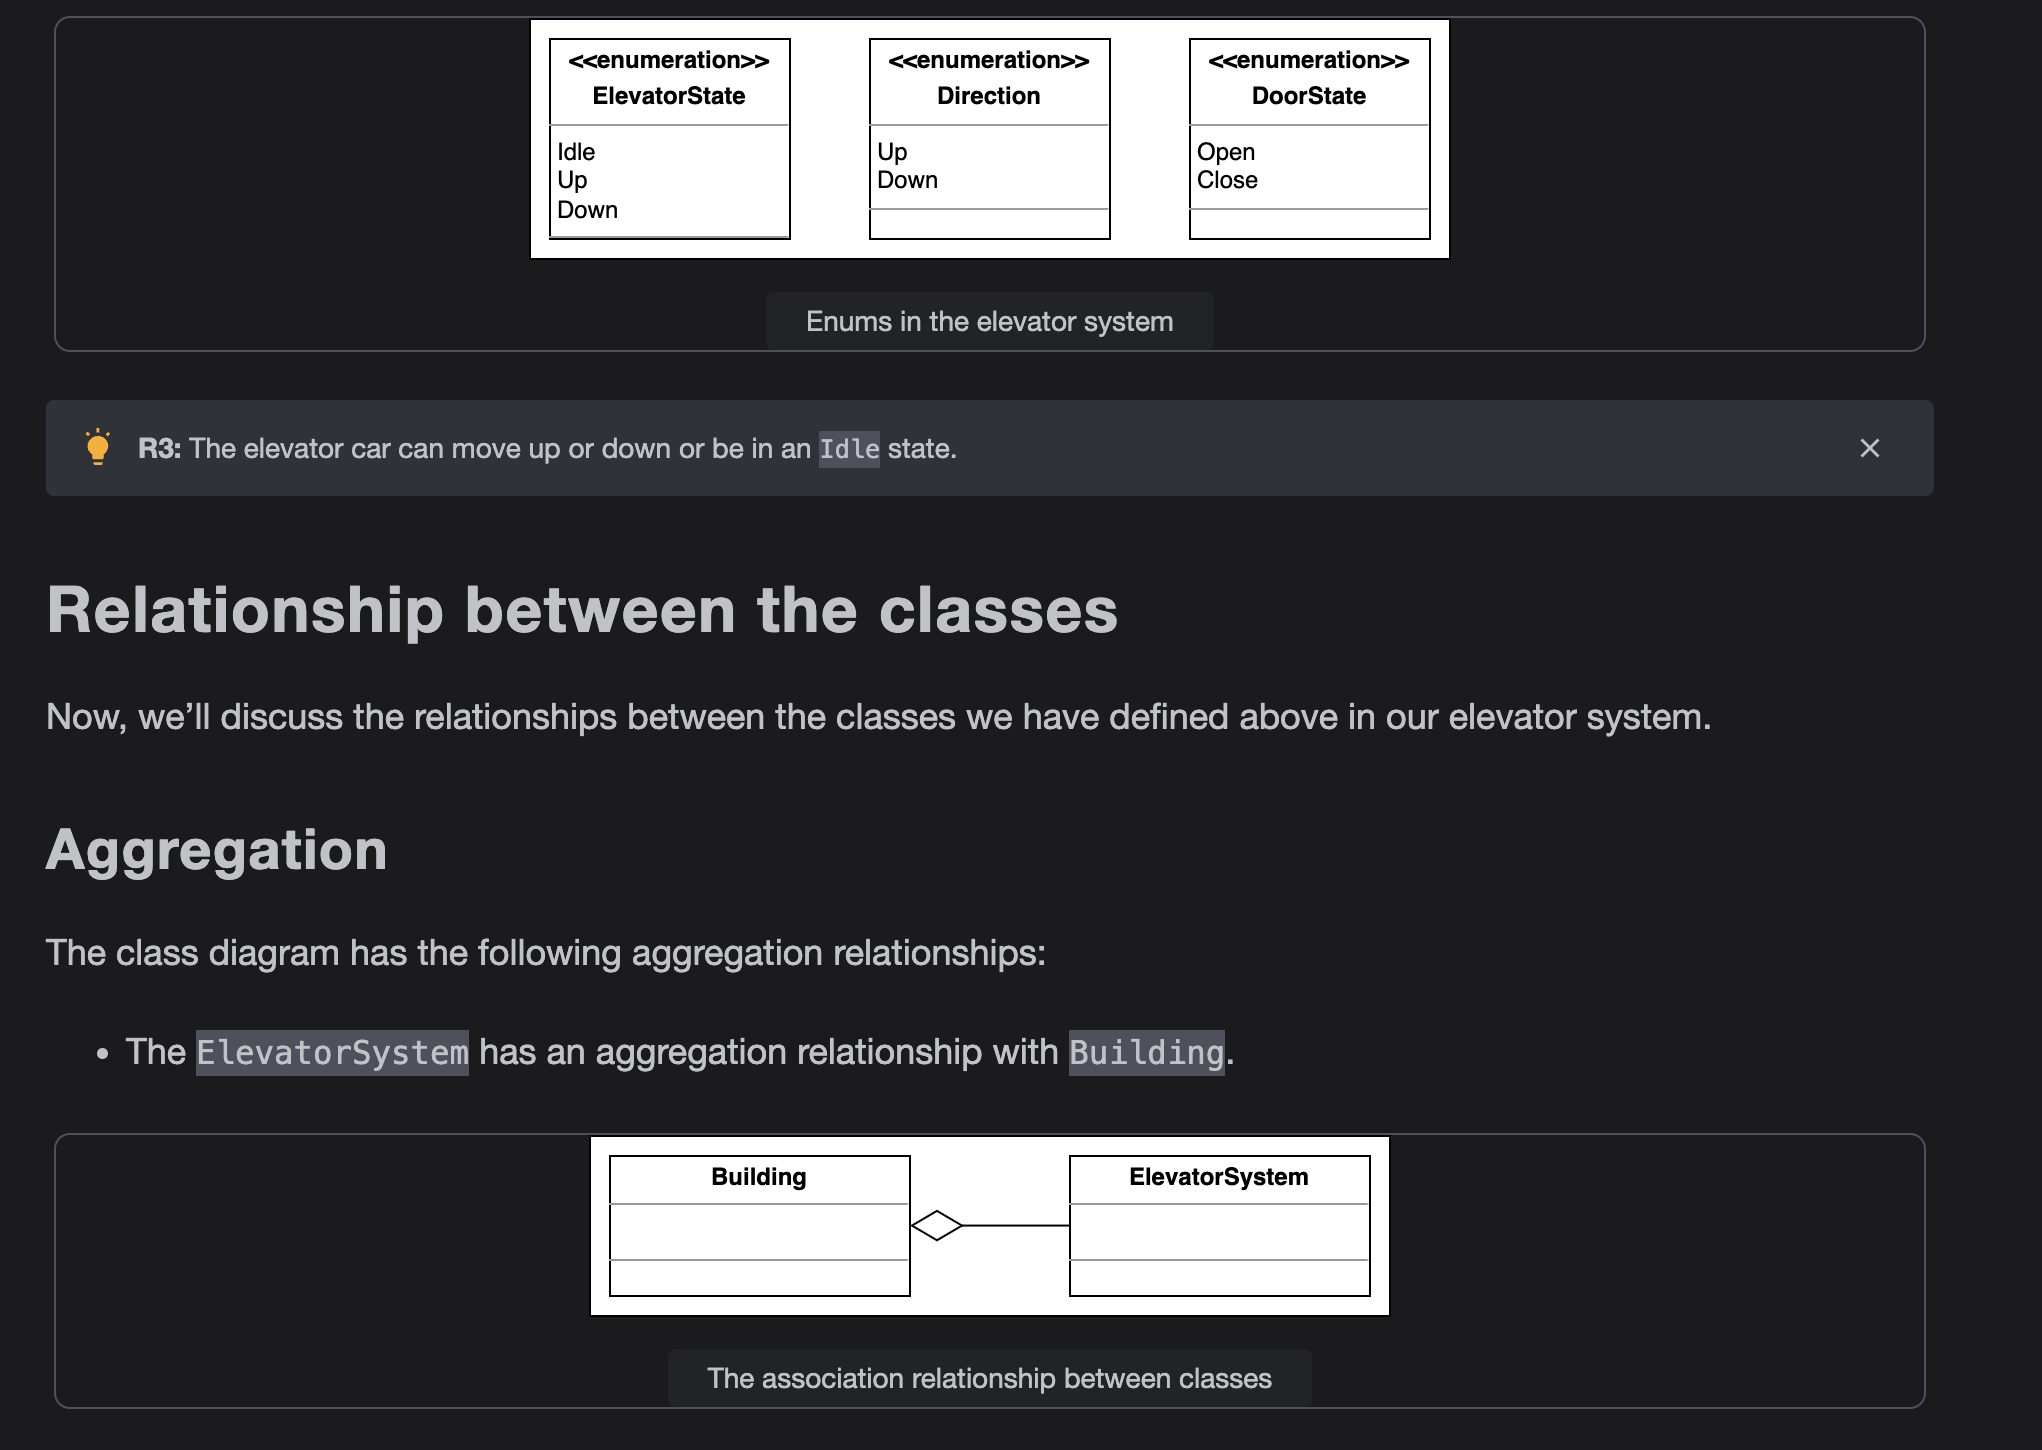 <<enumeration>>
ElevatorState
Idle
Up
Down
<<enumeration>>
Direction
Up
Down
<<enumeration>>
DoorState
Open
Close
Enums in the elevator system
R3: The elevator car can move up or down or be in an Idle state.
Relationship between the classes
Now, we’ll discuss the relationships between the classes we have defined above in our elevator system.
Aggregation
The class diagram has the following aggregation relationships:
• The ElevatorSystem has an aggregation relationship with Building.
Building
ElevatorSystem
The association relationship between classes